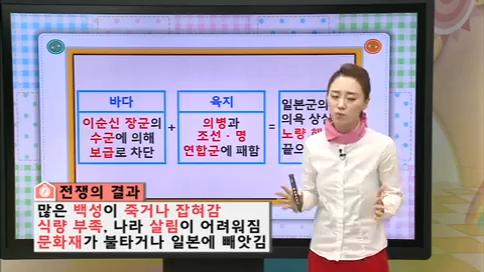 바다
이순신 장군의
수군에 의해
보급로 차단
+
육지
의병과
조선·명
연합군에 패함
=
일본군의
의욕 상
노량 해
끝으
전쟁의 결과
많은 백성이 죽거나 잡혀감
식량 부족, 나라 살림이 어려워짐
문화재가 불타거나 일본에 빼앗김